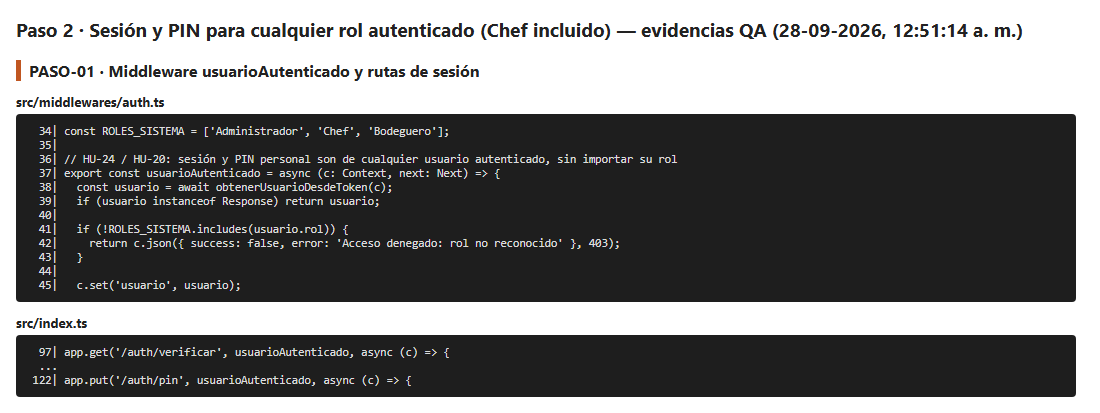 Paso 2 · Sesión y PIN para cualquier rol autenticado (Chef incluido) — evidencias QA (28-09-2026, 12:51:14 a. m.)
PASO-01 · Middleware usuarioAutenticado y rutas de sesión
src/middlewares/auth.ts
34| const ROLES_SISTEMA = ['Administrador', 'Chef', 'Bodeguero'];
35|
36| // HU-24 / HU-20: sesión y PIN personal son de cualquier usuario autenticado, sin importar su rol
37| export const usuarioAutenticado = async (c: Context, next: Next) => {
38|   const usuario = await obtenerUsuarioDesdeToken(c);
39|   if (usuario instanceof Response) return usuario;
40|
41|   if (!ROLES_SISTEMA.includes(usuario.rol)) {
42|     return c.json({ success: false, error: 'Acceso denegado: rol no reconocido' }, 403);
43|   }
44|
45|   c.set('usuario', usuario);
src/index.ts
97| app.get('/auth/verificar', usuarioAutenticado, async (c) => {
...
122| app.put('/auth/pin', usuarioAutenticado, async (c) => {